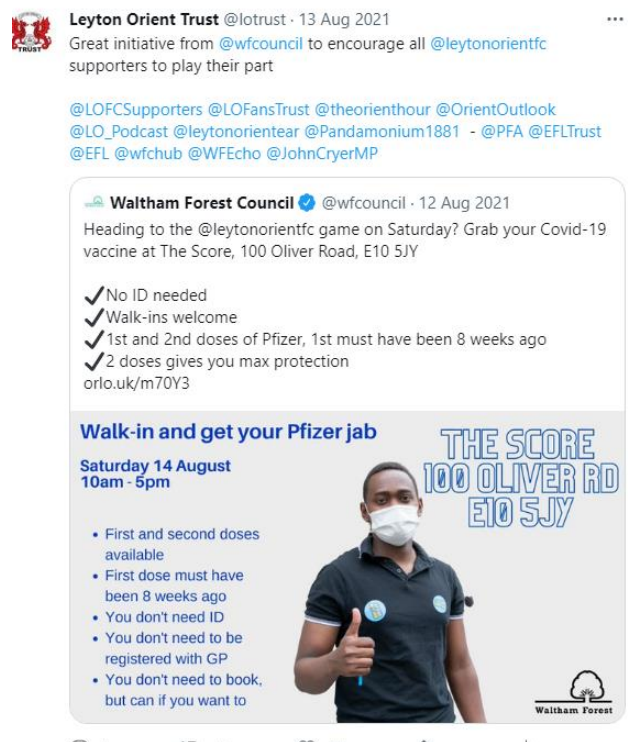 Leyton Orient Trust @lotrust · 13 Aug 2021
Great initiative from @wfcouncil to encourage all @leytonorientfc
supporters to play their part
@LOFCSupporters @LOFansTrust @theorienthour @OrientOutlook
@LO_Podcast @leytonorientear @Pandamonium1881 - @PFA @EFLTrust
@EFL @wfchub @WFEcho @JohnCryerMP
TRUST
Waltham Forest Council @wfcouncil · 12 Aug 2021
Heading to the @leytonorientfc game on Saturday? Grab your Covid-19
vaccine at The Score, 100 Oliver Road, E10 5JY
✔No ID needed
✔Walk-ins welcome
✔1st and 2nd doses of Pfizer, 1st must have been 8 weeks ago
✔2 doses gives you max protection
orlo.uk/m70Y3
Walk-in and get your Pfizer jab
Saturday 14 August
10am - 5pm
• First and second doses
available
• First dose must have
been 8 weeks ago
• You don't need ID
• You don't need to be
registered with GP
• You don't need to book,
but can if you want to
THE SCORE
100 OLIVER RD
E10 5JY
Waltham Forest